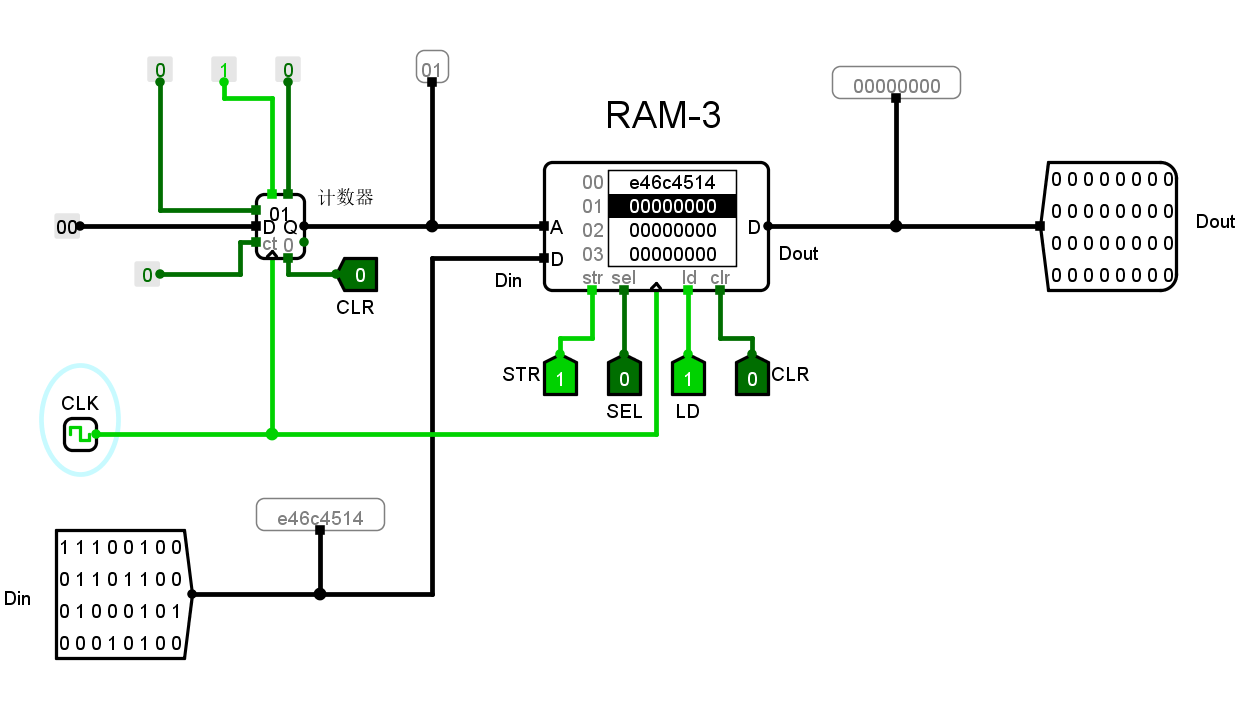 0
1
0
01
00000000
RAM-3
计数器
01
00
D Q
ct 0
0
0
CLR
A
D
Din
00 e46c4514
01 00000000
02 00000000
03 00000000
D
Dout
str sel ld clr
STR 1
0
SEL
1
LD
0 CLR
0 0 0 0 0 0 0 0
0 0 0 0 0 0 0 0
0 0 0 0 0 0 0 0
0 0 0 0 0 0 0 0
Dout
CLK
e46c4514
Din
1 1 1 0 0 1 0 0
0 1 1 0 1 1 0 0
0 1 0 0 0 1 0 1
0 0 0 1 0 1 0 0